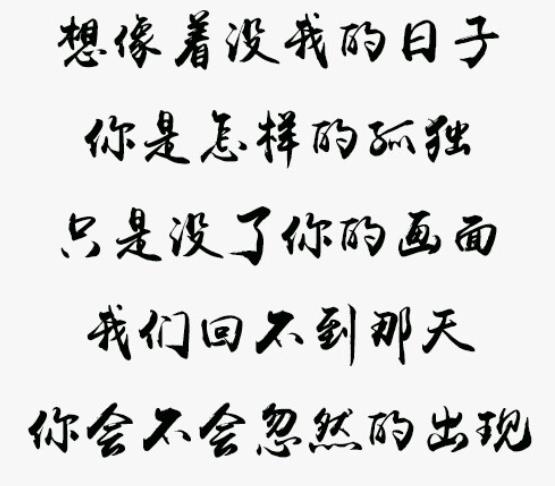 想像着没我的日子
你是怎样的孤独
只是没了你的画面
我们回不到那天
你会不会忽然的出现